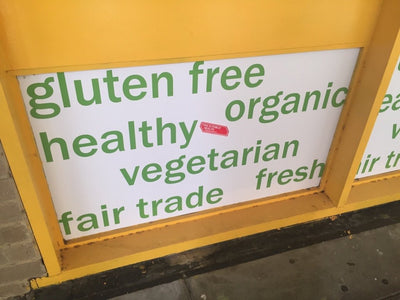 gluten free
organic
healthy
vegetarian
fresh
fair trade